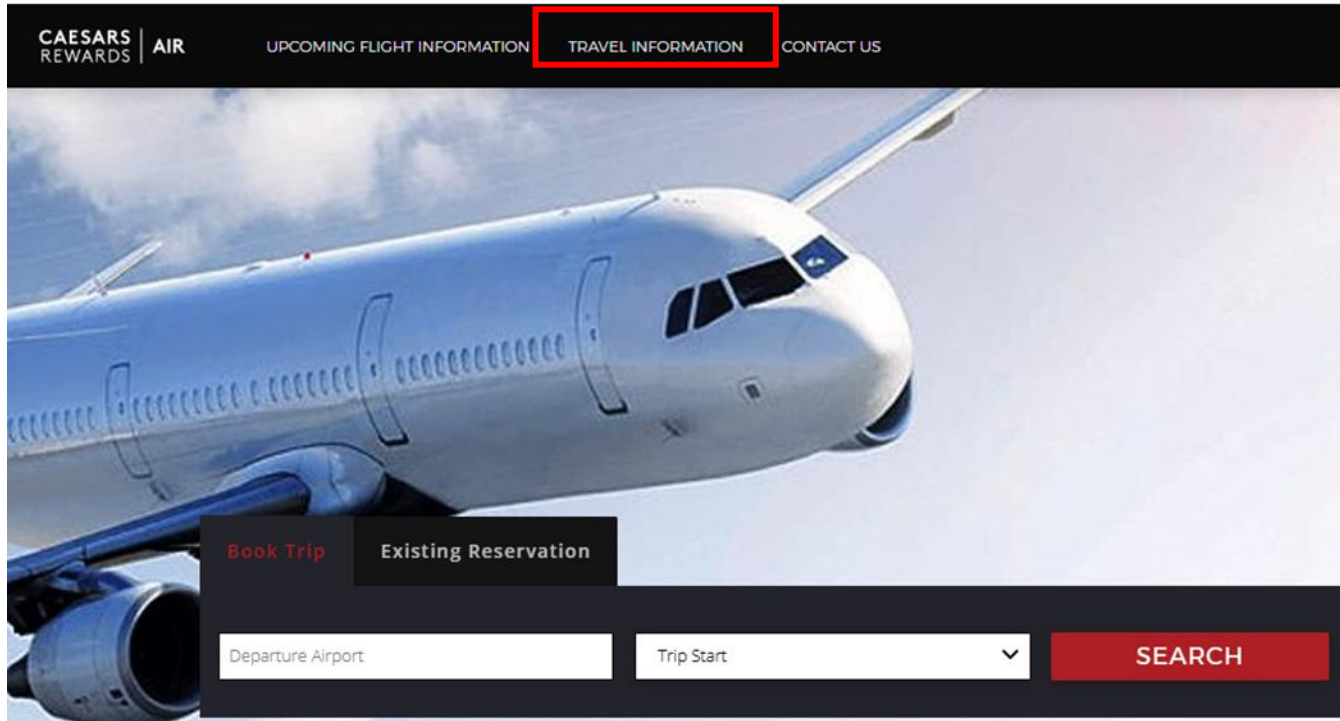 CAESARS REWARDS AIR UPCOMING FLIGHT INFORMATION TRAVEL INFORMATION CONTACT US
Book Trip Existing Reservation
Departure Airport Trip Start SEARCH